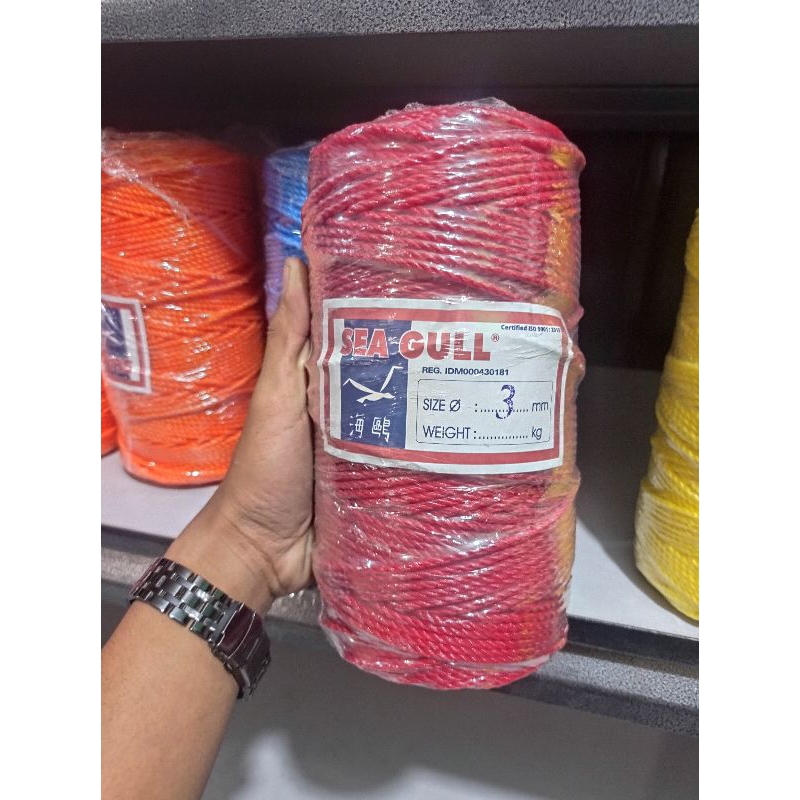 Certified ISO 9001:
SEA GULL®
REG. IDM000430181
SIZE Ø : ......3...... mm
WEIGHT : .............. kg
海鷗